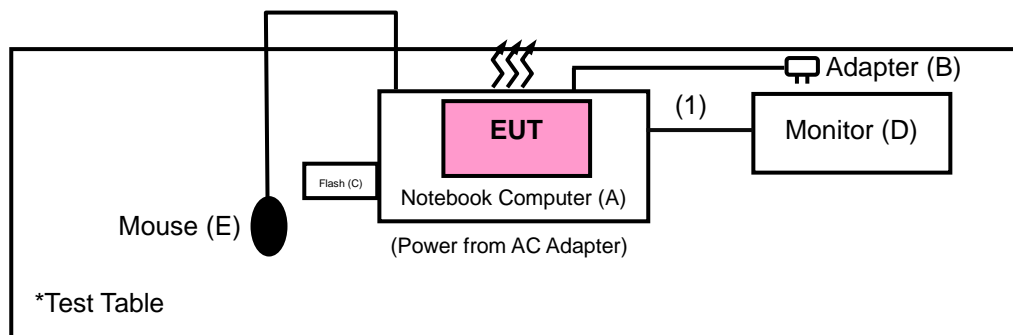 Adapter (B)
(1)
EUT
Monitor (D)
Flash (C)
Notebook Computer (A)
Mouse (E)
(Power from AC Adapter)
*Test Table